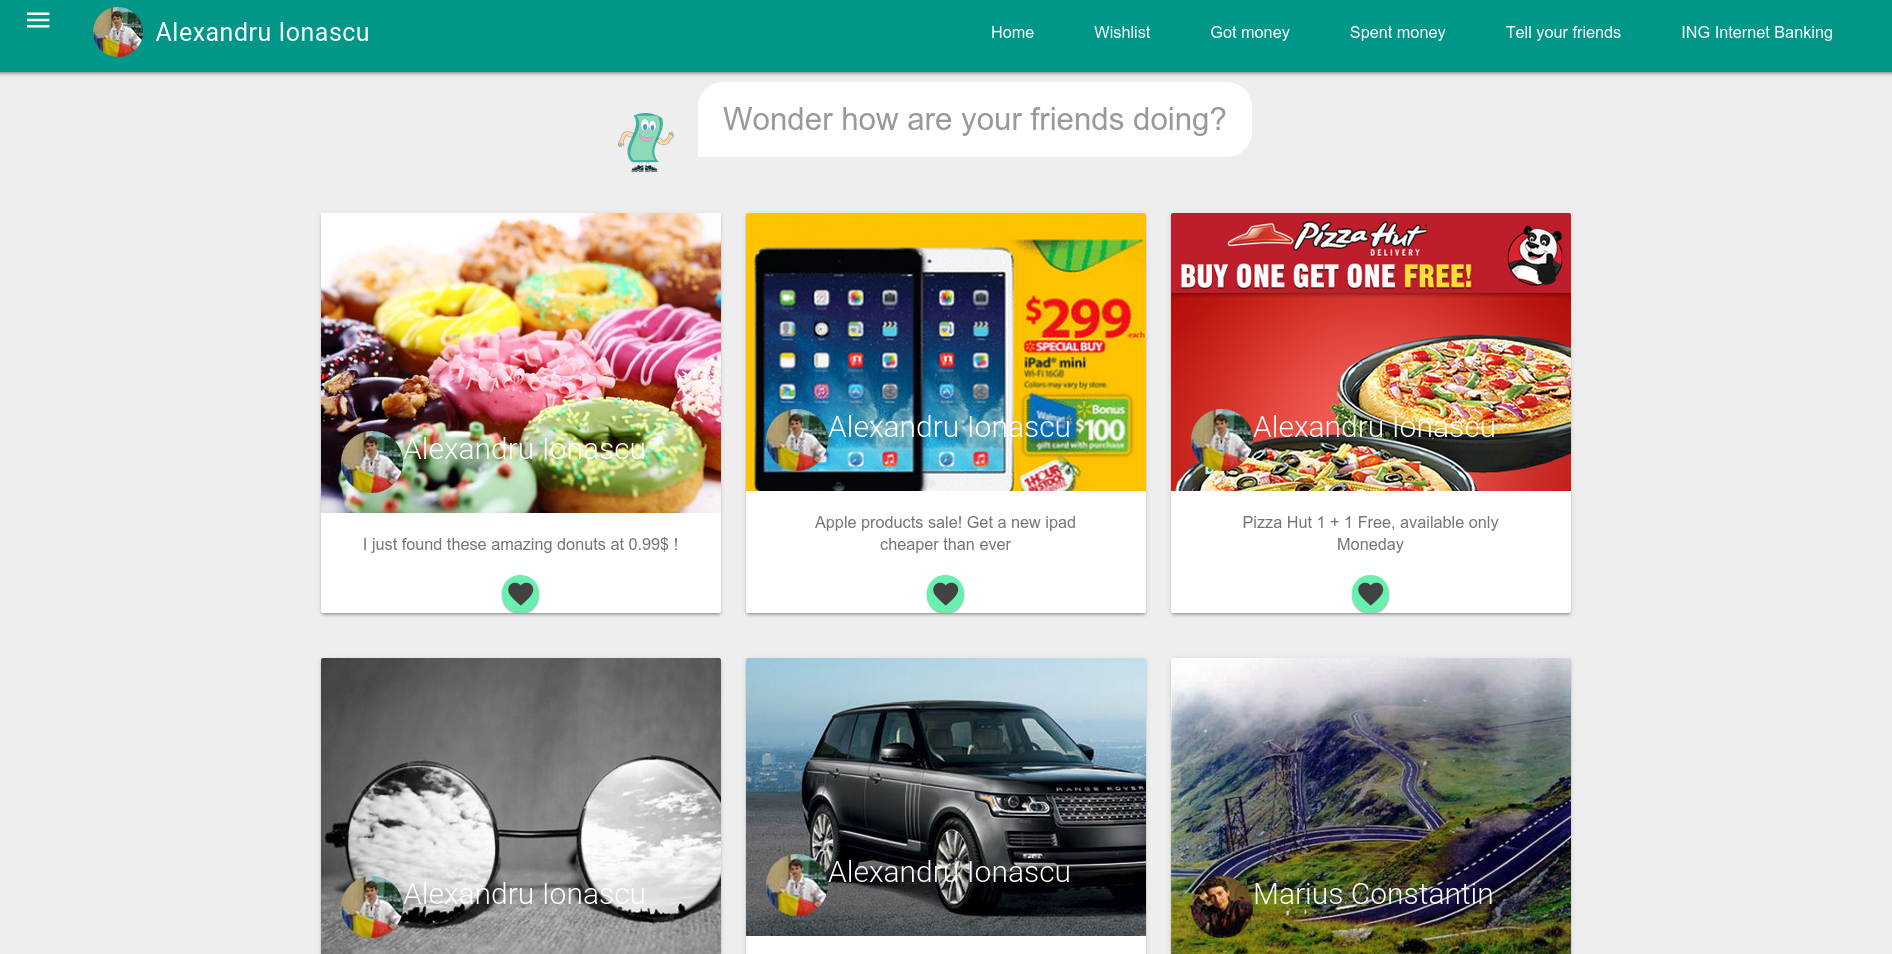 Alexandru Ionascu
Home
Wishlist
Got money
Spent money
Tell your friends
ING Internet Banking
Wonder how are your friends doing?
Alexandru Ionascu
I just found these amazing donuts at 0.99$ !
$299
each
SPECIAL BUY
iPad® mini
Wi-Fi 16GB
Colors may vary by store.
Walmart
Bonus
$100
gift card with purchase
1-HOUR
Alexandru Ionascu
Apple products sale! Get a new ipad
cheaper than ever
Pizza Hut
DELIVERY
BUY ONE GET ONE FREE!
Alexandru Ionascu
Pizza Hut 1 + 1 Free, available only
Moneday
Alexandru Ionascu
RANGE ROVER
Alexandru Ionascu
Marius Constantin